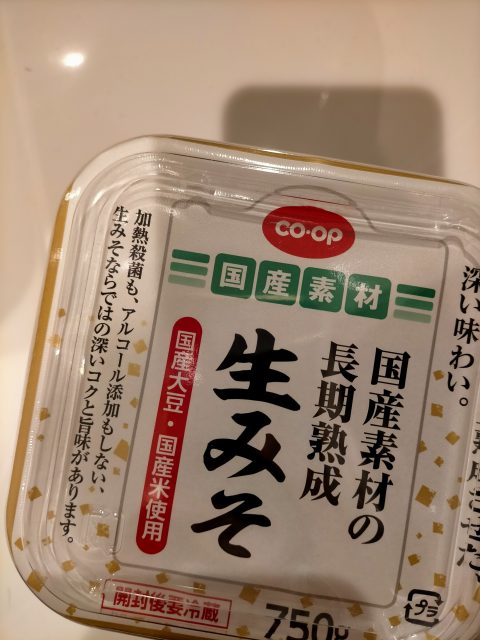 CO·OP
国産素材
深い味わい。
国産素材の
長期熟成
生みそ
国産大豆・国産米使用
加熱殺菌も、アルコール添加もしない、
生みそならではの深いコクと旨味があります。
開封後要冷蔵
750g
プラ